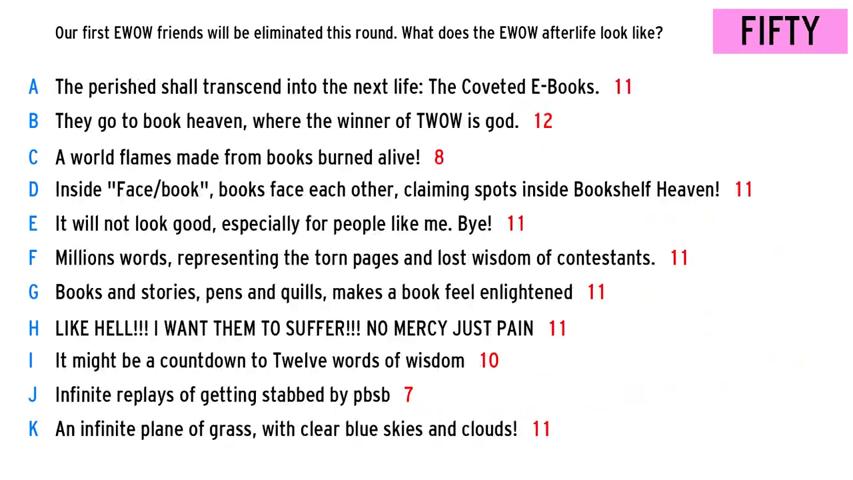 Our first EWOW friends will be eliminated this round. What does the EWOW afterlife look like?
FIFTY
A The perished shall transcend into the next life: The Coveted E-Books. 11
B They go to book heaven, where the winner of TWOW is god. 12
C A world flames made from books burned alive! 8
D Inside "Face/book", books face each other, claiming spots inside Bookshelf Heaven! 11
E It will not look good, especially for people like me. Bye! 11
F Millions words, representing the torn pages and lost wisdom of contestants. 11
G Books and stories, pens and quills, makes a book feel enlightened 11
H LIKE HELL!!! I WANT THEM TO SUFFER!!! NO MERCY JUST PAIN 11
I It might be a countdown to Twelve words of wisdom 10
J Infinite replays of getting stabbed by pbsb 7
K An infinite plane of grass, with clear blue skies and clouds! 11